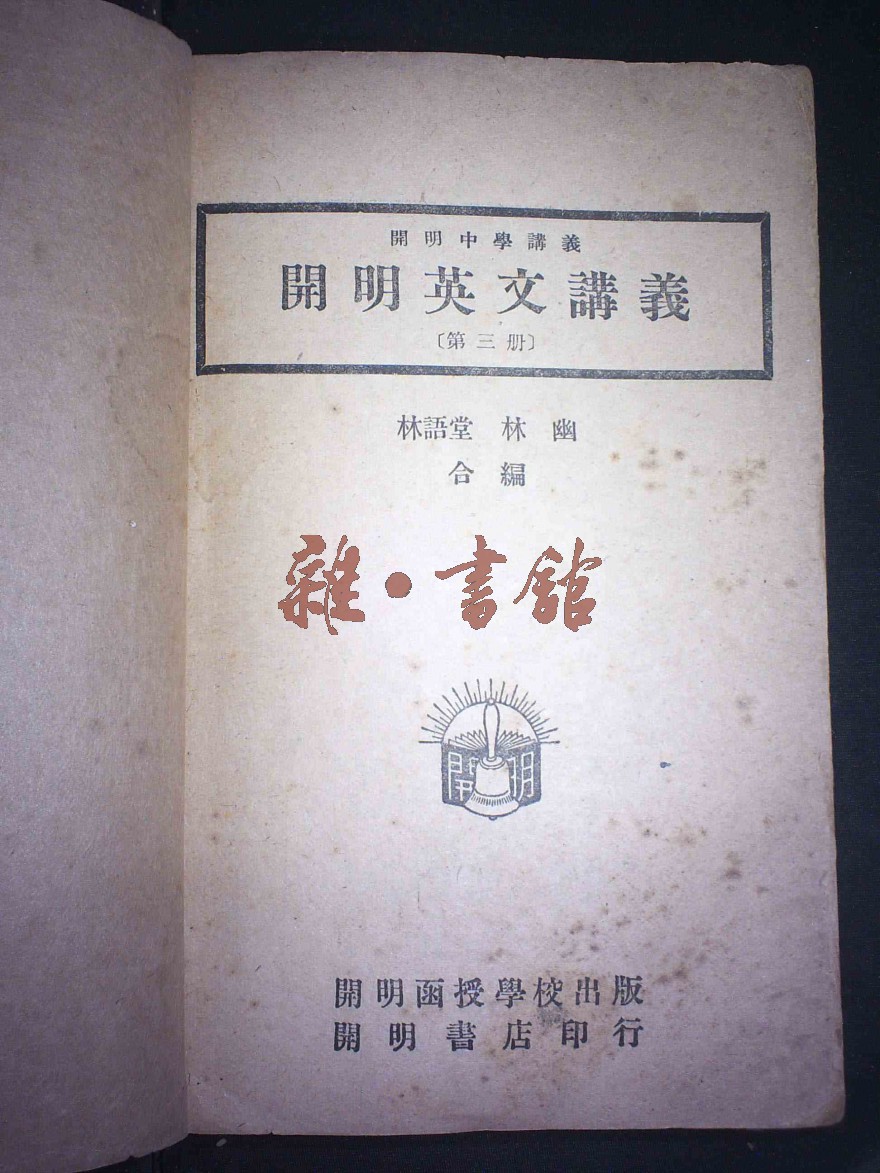 開明中學講義
開明英文講義
〔第三册〕
林語堂 林幽
合編
雜·書館
開明
開明函授學校出版
開明書店印行